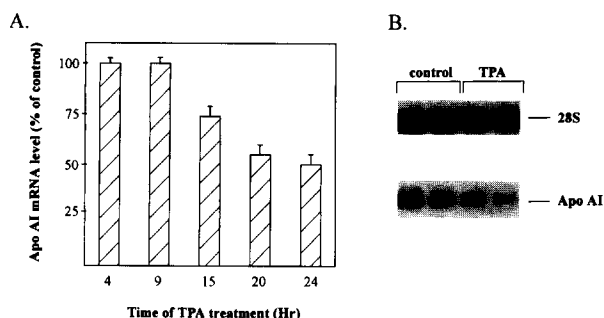 A.
Apo AI mRNA level (% of control)
100
75
50
25
4 9 15 20 24
Time of TPA treatment (Hr)
B.
control TPA
28S
Apo AI